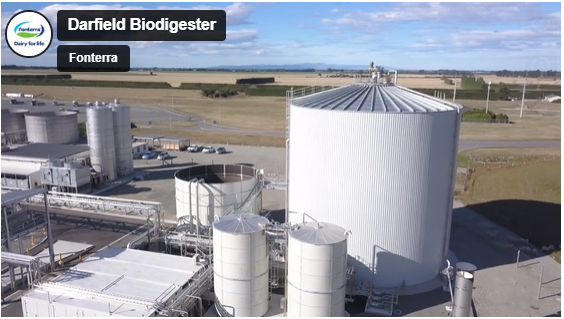 Fonterra
Dairy for life
Darfield Biodigester
Fonterra